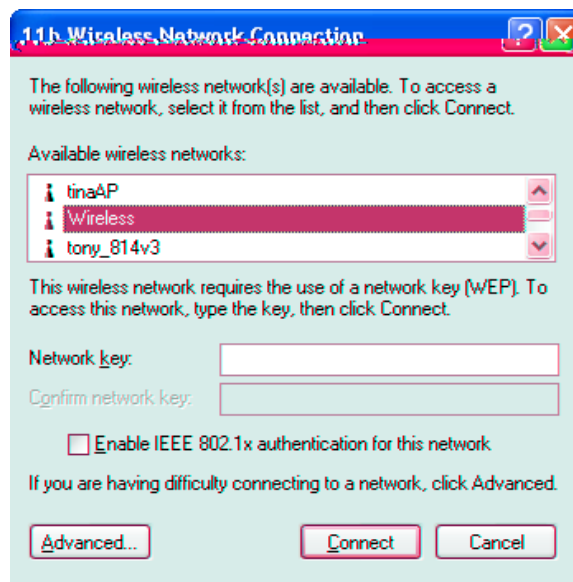 11b Wireless Network Connection
The following wireless network(s) are available. To access a
wireless network, select it from the list, and then click Connect.
Available wireless networks:
tinaAP
Wireless
tony_814v3
This wireless network requires the use of a network key (WEP). To
access this network, type the key, then click Connect.
Network key:
Confirm network key:
Enable IEEE 802.1x authentication for this network
If you are having difficulty connecting to a network, click Advanced.
Advanced... Connect Cancel